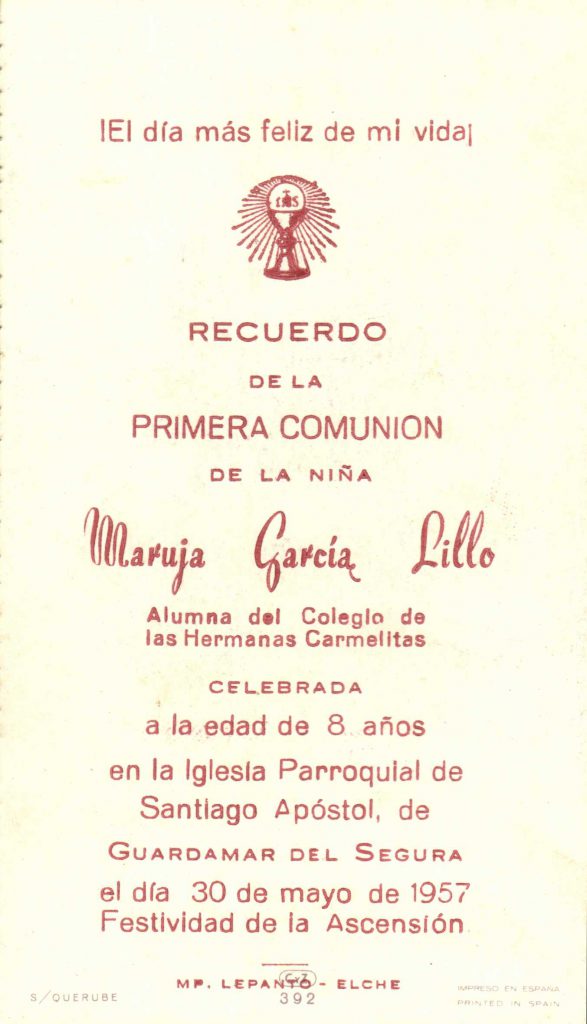 ¡El día más feliz de mi vida¡
IHS
RECUERDO
DE LA
PRIMERA COMUNION
DE LA NIÑA
Maruja García Lillo
Alumna del Colegio de
las Hermanas Carmelitas
CELEBRADA
a la edad de 8 años
en la Iglesia Parroquial de
Santiago Apóstol, de
GUARDAMAR DEL SEGURA
el día 30 de mayo de 1957
Festividad de la Ascensión
MP. LEPANTO - ELCHE
CyZ
392
S/QUERUBE
IMPRESO EN ESPAÑA
PRINTED IN SPAIN